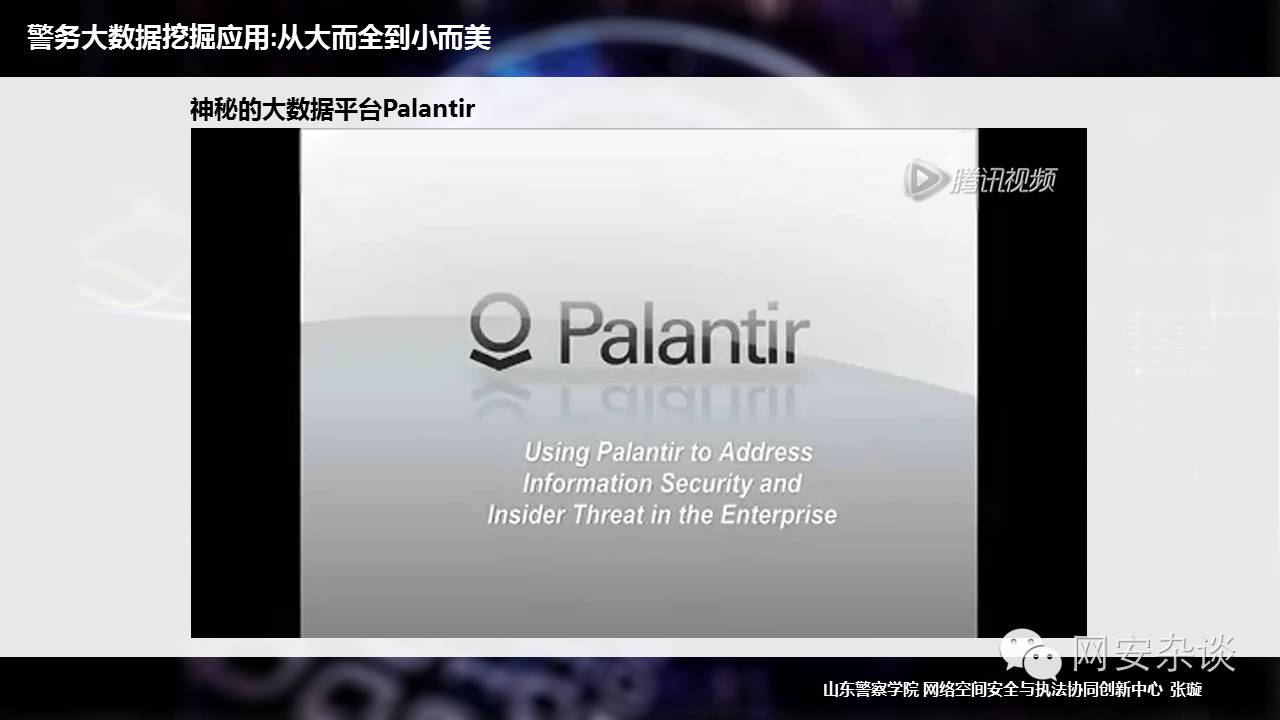 警务大数据挖掘应用:从大而全到小而美
神秘的大数据平台Palantir
腾讯视频
Palantir
Using Palantir to Address
Information Security and
Insider Threat in the Enterprise
网安杂谈
山东警察学院 网络空间安全与执法协同创新中心 张璇